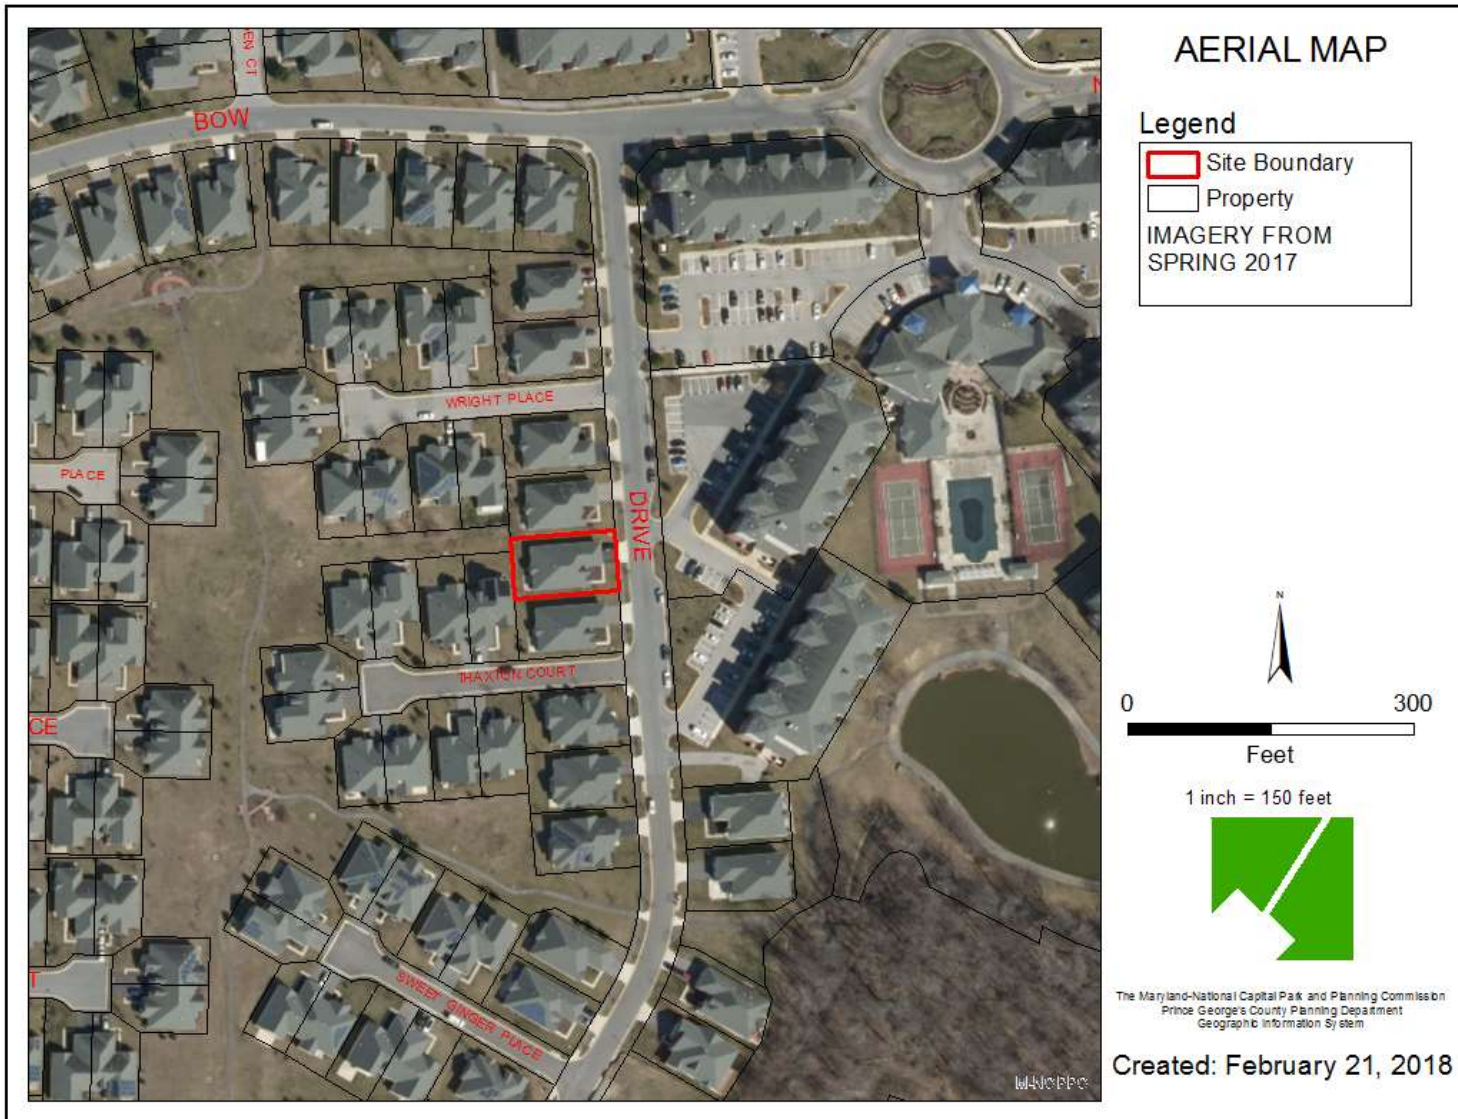 AERIAL MAP
Legend
Site Boundary
Property
IMAGERY FROM
SPRING 2017
BOW
WRIGHT PLACE
PLACE
DRIVE
THAXTON COURT
CE
T
SWEET GINGER PLACE
N
0 300
Feet
1 inch = 150 feet
The Maryland-National Capital Park and Planning Commission
Prince George's County Planning Department
Geographic Information System
Created: February 21, 2018
M-NCPPC